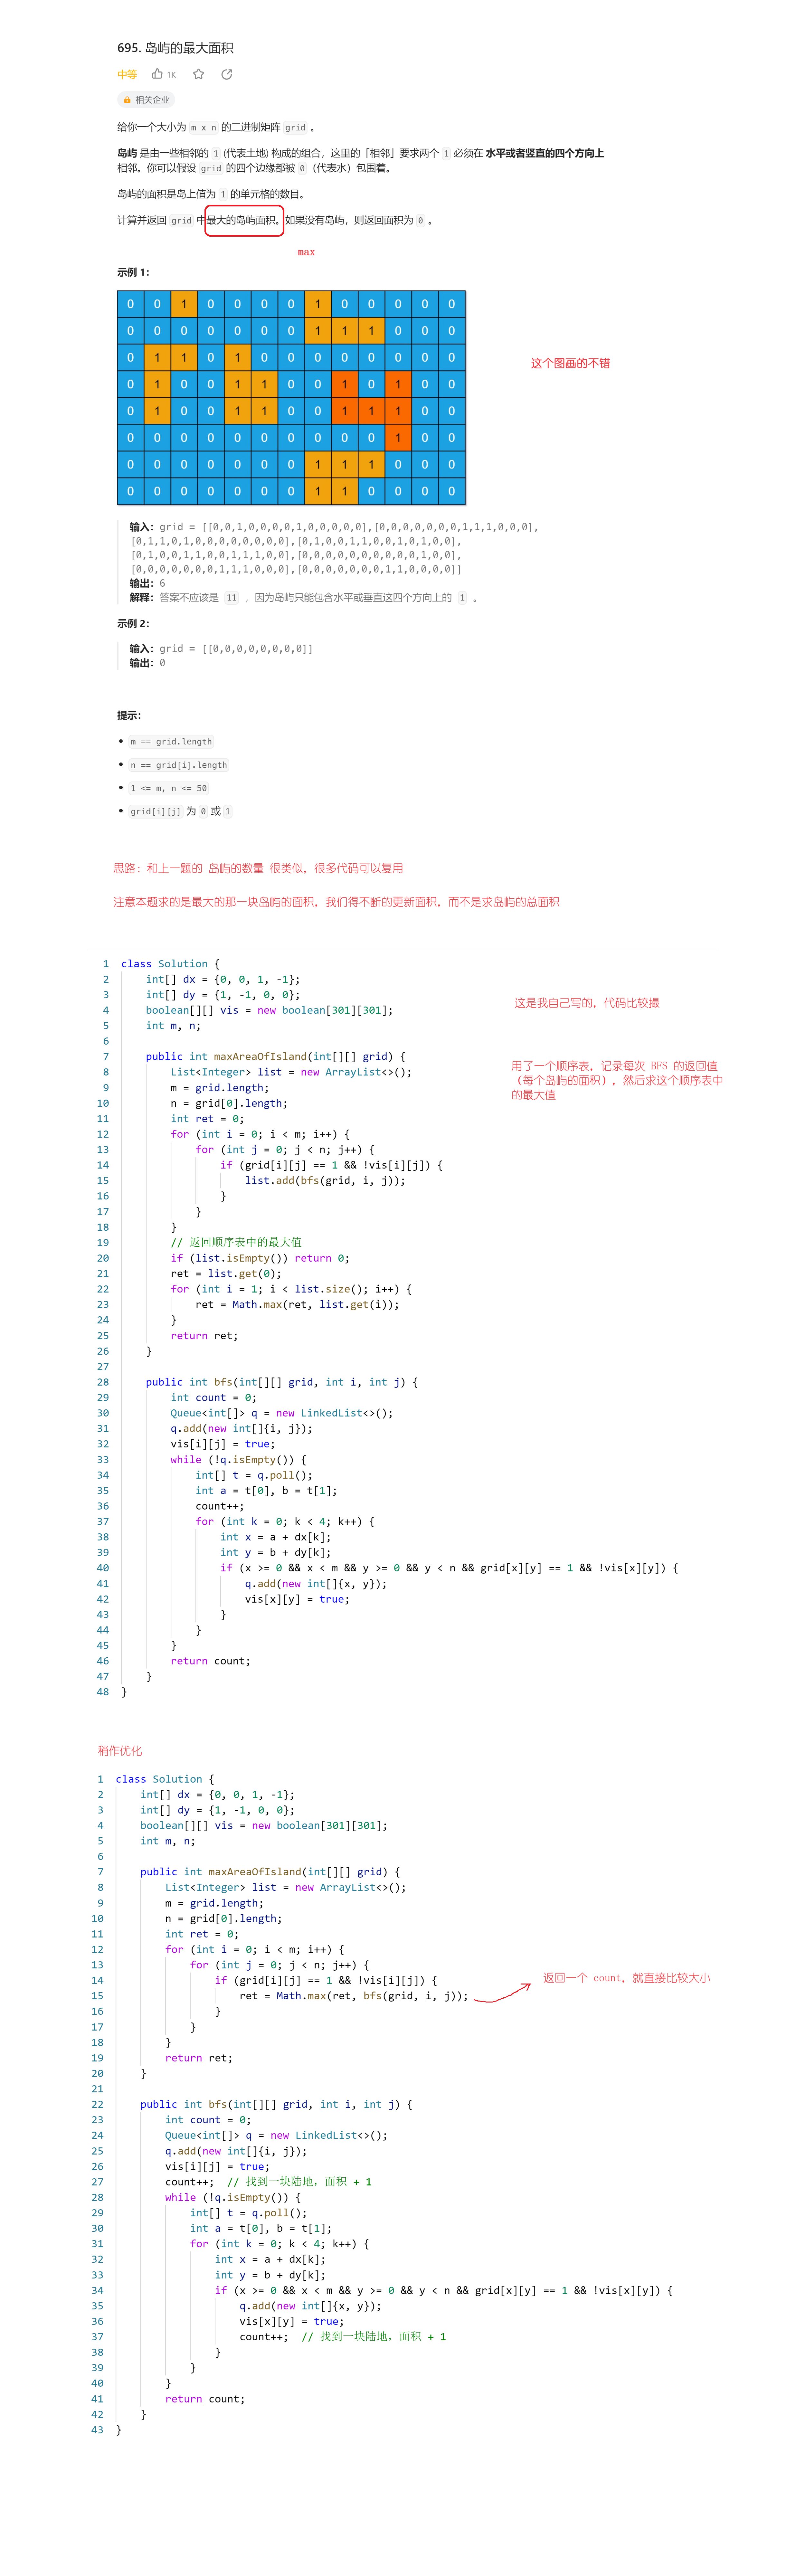 695. 岛屿的最大面积
中等 1K
相关企业
给你一个大小为 m x n 的二进制矩阵 grid 。
岛屿 是由一些相邻的 1 (代表土地) 构成的组合，这里的「相邻」要求两个 1 必须在 水平或者竖直的四个方向上
相邻。你可以假设 grid 的四个边缘都被 0（代表水）包围着。
岛屿的面积是岛上值为 1 的单元格的数目。
计算并返回 grid 中最大的岛屿面积。如果没有岛屿，则返回面积为 0 。
max
示例 1：
0 0 1 0 0 0 0 1 0 0 0 0 0
0 0 0 0 0 0 0 1 1 1 0 0 0
0 1 1 0 1 0 0 0 0 0 0 0 0
这个图画的不错
0 1 0 0 1 1 0 0 1 0 1 0 0
0 1 0 0 1 1 0 0 1 1 1 0 0
0 0 0 0 0 0 0 0 0 0 1 0 0
0 0 0 0 0 0 0 1 1 1 0 0 0
0 0 0 0 0 0 0 1 1 0 0 0 0
输入：grid = [[0,0,1,0,0,0,0,1,0,0,0,0,0],[0,0,0,0,0,0,0,1,1,1,0,0,0],
[0,1,1,0,1,0,0,0,0,0,0,0,0],[0,1,0,0,1,1,0,0,1,0,1,0,0],
[0,1,0,0,1,1,0,0,1,1,1,0,0],[0,0,0,0,0,0,0,0,0,0,1,0,0],
[0,0,0,0,0,0,0,1,1,1,0,0,0],[0,0,0,0,0,0,0,1,1,0,0,0,0]]
输出：6
解释：答案不应该是 11 ，因为岛屿只能包含水平或垂直这四个方向上的 1 。
示例 2：
输入：grid = [[0,0,0,0,0,0,0,0]]
输出：0
提示：
• m == grid.length
• n == grid[i].length
• 1 <= m, n <= 50
• grid[i][j] 为 0 或 1
思路：和上一题的 岛屿的数量 很类似，很多代码可以复用
注意本题求的是最大的那一块岛屿的面积，我们得不断的更新面积，而不是求岛屿的总面积
1 class Solution {
2 int[] dx = {0, 0, 1, -1};
3 int[] dy = {1, -1, 0, 0};
这是我自己写的，代码比较撮
4 boolean[][] vis = new boolean[301][301];
5 int m, n;
6
7 public int maxAreaOfIsland(int[][] grid) {
用了一个顺序表，记录每次 BFS 的返回值
（每个岛屿的面积），然后求这个顺序表中
的最大值
8 List<Integer> list = new ArrayList<>();
9 m = grid.length;
10 n = grid[0].length;
11 int ret = 0;
12 for (int i = 0; i < m; i++) {
13 for (int j = 0; j < n; j++) {
14 if (grid[i][j] == 1 && !vis[i][j]) {
15 list.add(bfs(grid, i, j));
16 }
17 }
18 }
19 // 返回顺序表中的最大值
20 if (list.isEmpty()) return 0;
21 ret = list.get(0);
22 for (int i = 1; i < list.size(); i++) {
23 ret = Math.max(ret, list.get(i));
24 }
25 return ret;
26 }
27
28 public int bfs(int[][] grid, int i, int j) {
29 int count = 0;
30 Queue<int[]> q = new LinkedList<>();
31 q.add(new int[]{i, j});
32 vis[i][j] = true;
33 while (!q.isEmpty()) {
34 int[] t = q.poll();
35 int a = t[0], b = t[1];
36 count++;
37 for (int k = 0; k < 4; k++) {
38 int x = a + dx[k];
39 int y = b + dy[k];
40 if (x >= 0 && x < m && y >= 0 && y < n && grid[x][y] == 1 && !vis[x][y]) {
41 q.add(new int[]{x, y});
42 vis[x][y] = true;
43 }
44 }
45 }
46 return count;
47 }
48 }
稍作优化
1 class Solution {
2 int[] dx = {0, 0, 1, -1};
3 int[] dy = {1, -1, 0, 0};
4 boolean[][] vis = new boolean[301][301];
5 int m, n;
6
7 public int maxAreaOfIsland(int[][] grid) {
8 List<Integer> list = new ArrayList<>();
9 m = grid.length;
10 n = grid[0].length;
11 int ret = 0;
12 for (int i = 0; i < m; i++) {
13 for (int j = 0; j < n; j++) {
14 if (grid[i][j] == 1 && !vis[i][j]) {
返回一个 count，就直接比较大小
15 ret = Math.max(ret, bfs(grid, i, j));
16 }
17 }
18 }
19 return ret;
20 }
21
22 public int bfs(int[][] grid, int i, int j) {
23 int count = 0;
24 Queue<int[]> q = new LinkedList<>();
25 q.add(new int[]{i, j});
26 vis[i][j] = true;
27 count++; // 找到一块陆地，面积 + 1
28 while (!q.isEmpty()) {
29 int[] t = q.poll();
30 int a = t[0], b = t[1];
31 for (int k = 0; k < 4; k++) {
32 int x = a + dx[k];
33 int y = b + dy[k];
34 if (x >= 0 && x < m && y >= 0 && y < n && grid[x][y] == 1 && !vis[x][y]) {
35 q.add(new int[]{x, y});
36 vis[x][y] = true;
37 count++; // 找到一块陆地，面积 + 1
38 }
39 }
40 }
41 return count;
42 }
43 }